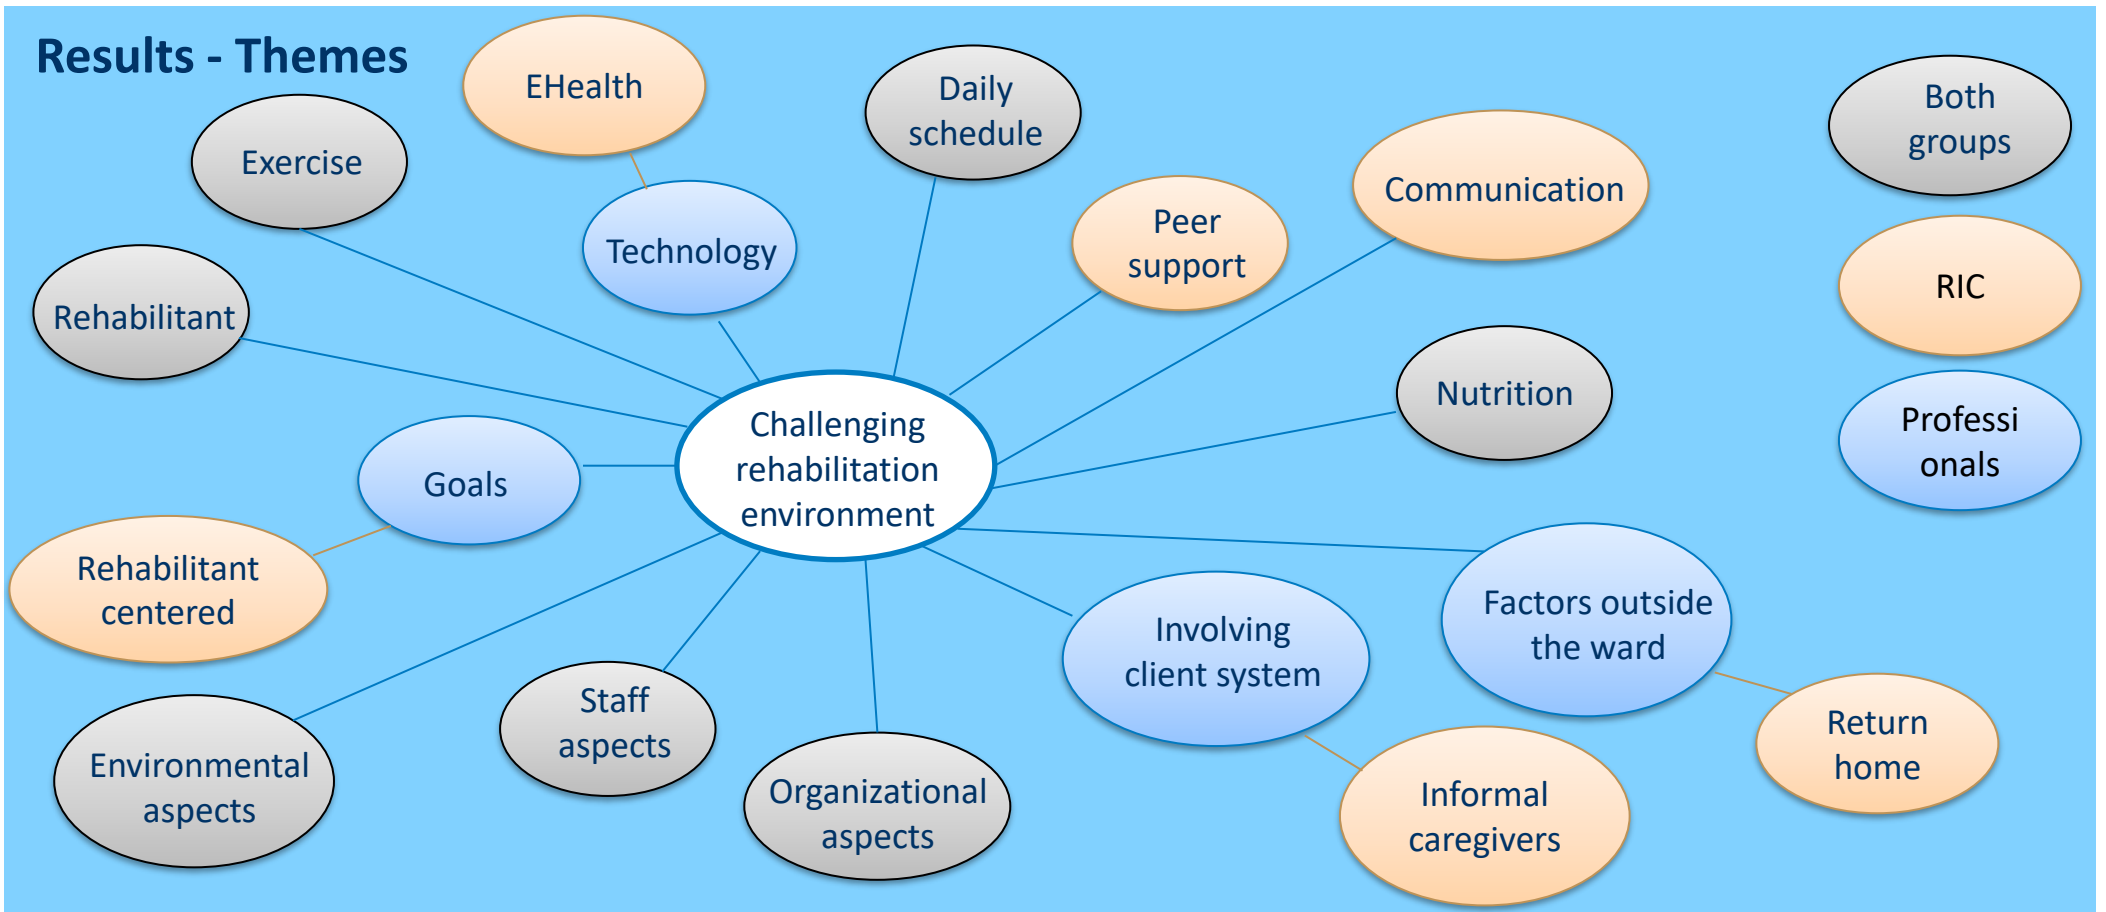 Results - Themes
EHealth
Daily
schedule
Both
groups
Exercise
Communication
Peer
support
Technology
RIC
Rehabilitant
Nutrition
Challenging
rehabilitation
environment
Professi
onals
Goals
Rehabilitant
centered
Factors outside
the ward
Involving
client system
Staff
aspects
Return
home
Environmental
aspects
Organizational
aspects
Informal
caregivers